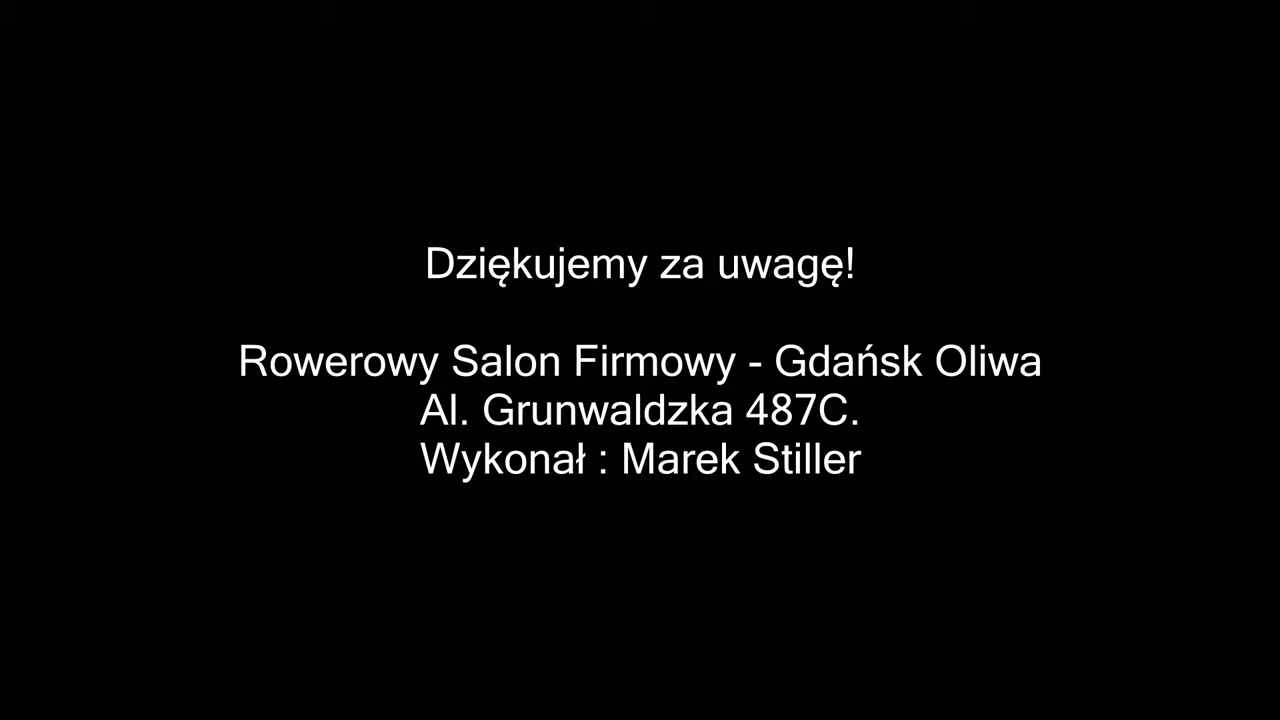 Dziękujemy za uwagę!
Rowerowy Salon Firmowy - Gdańsk Oliwa
Al. Grunwaldzka 487C.
Wykonał : Marek Stiller